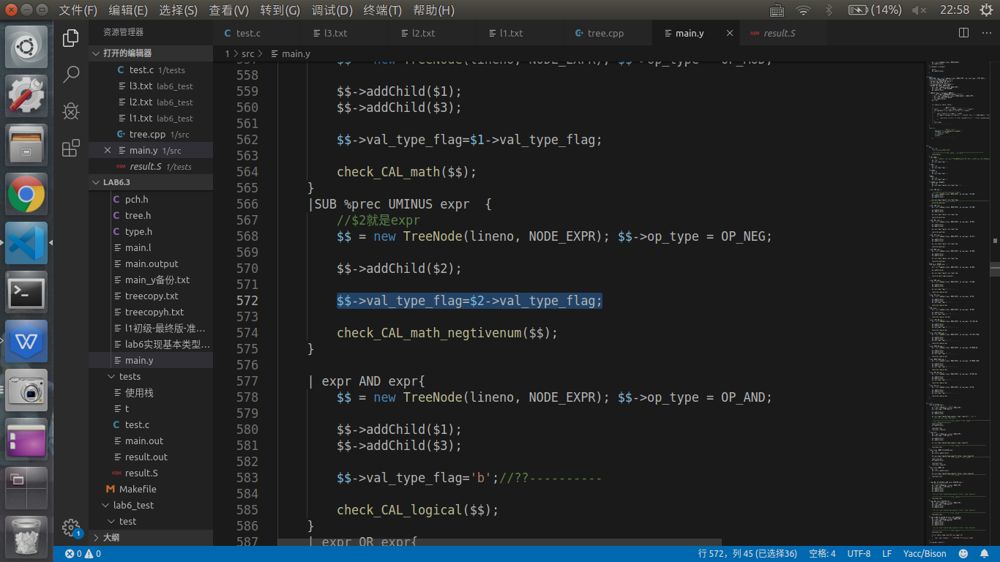 文件(F) 编辑(E) 选择(S) 查看(V) 转到(G) 调试(D) 终端(T) 帮助(H) (14%) 22:58
资源管理器
打开的编辑器
test.c 1/tests
l3.txt lab6_test
l2.txt lab6_test
l1.txt lab6_test
tree.cpp 1/src
main.y 1/src
ASM result.S 1/tests
LAB6.3
pch.h
tree.h
type.h
main.l
main.output
main_y备份.txt
treecopy.txt
treecopyh.txt
l1初级-最终版-准...
lab6实现基本类型...
main.y
tests
使用栈
t
test.c
main.out
result.out
ASM result.S
Makefile
lab6_test
test
大纲
test.c l3.txt l2.txt l1.txt tree.cpp main.y ASM result.S
1 > src > main.y
557 $$ = new TreeNode(lineno, NODE_EXPR); $$->op_type = OP_MOD;
558
559 $$->addChild($1);
560 $$->addChild($3);
561
562 $$->val_type_flag=$1->val_type_flag;
563
564 check_CAL_math($$);
565 }
566 |SUB %prec UMINUS expr {
567 //$2就是expr
568 $$ = new TreeNode(lineno, NODE_EXPR); $$->op_type = OP_NEG;
569
570 $$->addChild($2);
571
572 $$->val_type_flag=$2->val_type_flag;
573
574 check_CAL_math_negtivenum($$);
575 }
576
577 | expr AND expr{
578 $$ = new TreeNode(lineno, NODE_EXPR); $$->op_type = OP_AND;
579
580 $$->addChild($1);
581 $$->addChild($3);
582
583 $$->val_type_flag='b';//??----------
584
585 check_CAL_logical($$);
586 }
587 | expr OR expr{
1
0 0 行 572，列 45 (已选择36) 空格: 4 UTF-8 LF Yacc/Bison